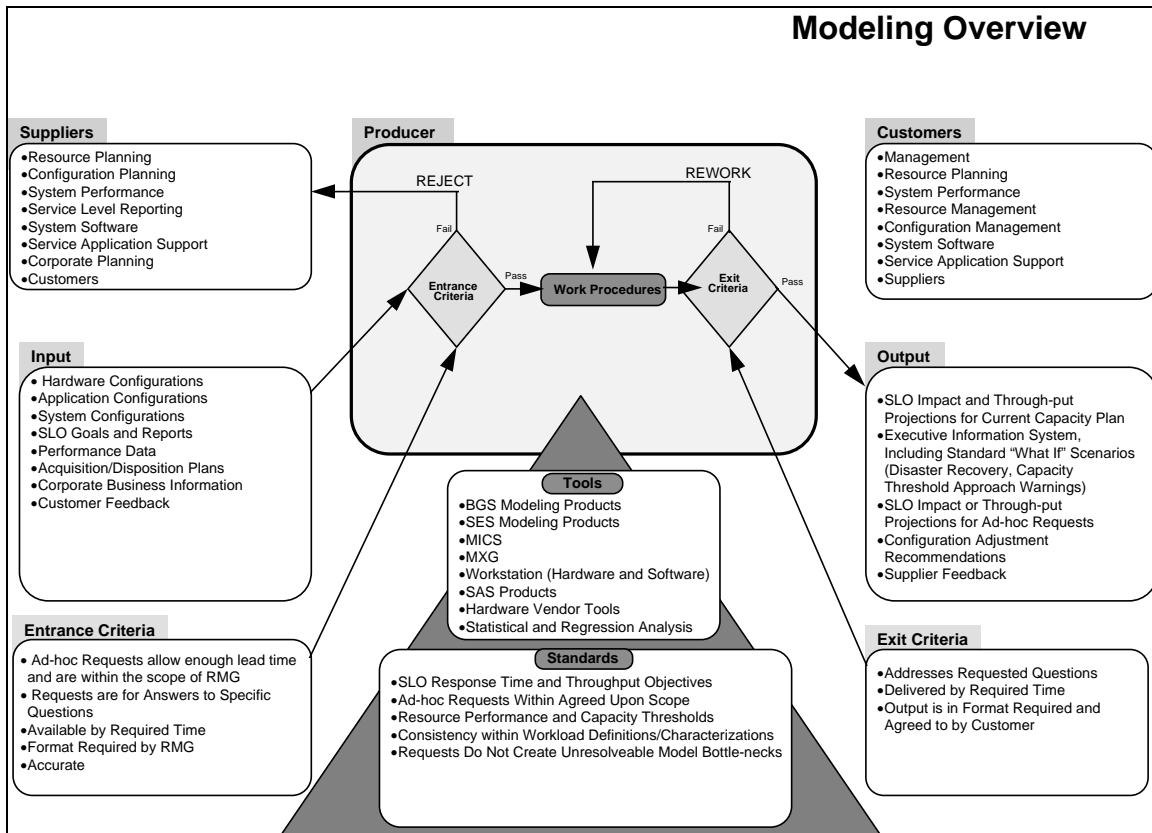 Modeling Overview
Suppliers
•Resource Planning
•Configuration Planning
•System Performance
•Service Level Reporting
•System Software
•Service Application Support
•Corporate Planning
•Customers
Producer
REJECT
REWORK
Fail
Fail
Entrance
Criteria
Pass
Work Procedures
Exit
Criteria
Pass
Customers
•Management
•Resource Planning
•System Performance
•Resource Management
•Configuration Management
•System Software
•Service Application Support
•Suppliers
Input
• Hardware Configurations
•Application Configurations
•System Configurations
•SLO Goals and Reports
•Performance Data
•Acquisition/Disposition Plans
•Corporate Business Information
•Customer Feedback
Output
•SLO Impact and Through-put
Projections for Current Capacity Plan
•Executive Information System,
Including Standard “What If” Scenarios
(Disaster Recovery, Capacity
Threshold Approach Warnings)
•SLO Impact or Through-put
Projections for Ad-hoc Requests
•Configuration Adjustment
Recommendations
•Supplier Feedback
Tools
•BGS Modeling Products
•SES Modeling Products
•MICS
•MXG
•Workstation (Hardware and Software)
•SAS Products
•Hardware Vendor Tools
•Statistical and Regression Analysis
Entrance Criteria
• Ad-hoc Requests allow enough lead time
and are within the scope of RMG
• Requests are for Answers to Specific
Questions
•Available by Required Time
•Format Required by RMG
•Accurate
Standards
•SLO Response Time and Throughput Objectives
•Ad-hoc Requests Within Agreed Upon Scope
•Resource Performance and Capacity Thresholds
•Consistency within Workload Definitions/Characterizations
•Requests Do Not Create Unresolveable Model Bottle-necks
Exit Criteria
•Addresses Requested Questions
•Delivered by Required Time
•Output is in Format Required and
Agreed to by Customer